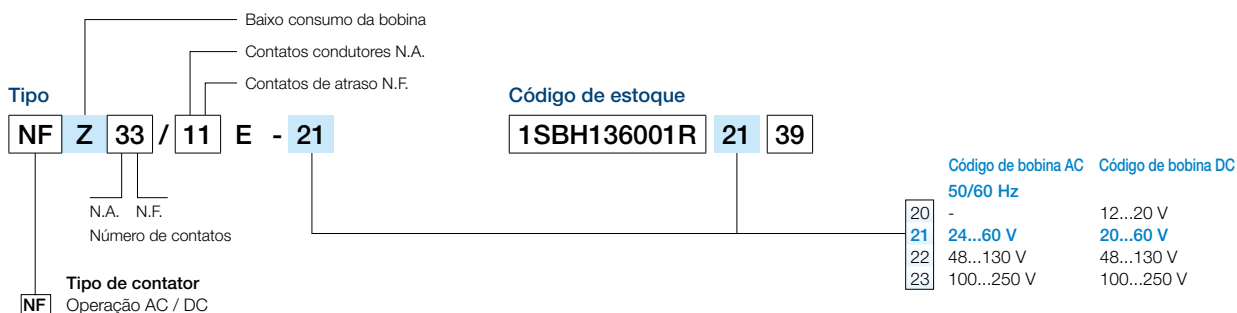 Baixo consumo da bobina
Contatos condutores N.A.
Contatos de atraso N.F.
Tipo
Código de estoque
NF Z 33 / 11 E - 21
1SBH136001R 21 39
Código de bobina AC Código de bobina DC
50/60 Hz
N.A. N.F.
Número de contatos
20 - 12...20 V
21 24...60 V 20...60 V
22 48...130 V 48...130 V
23 100...250 V 100...250 V
Tipo de contator
NF Operação AC / DC